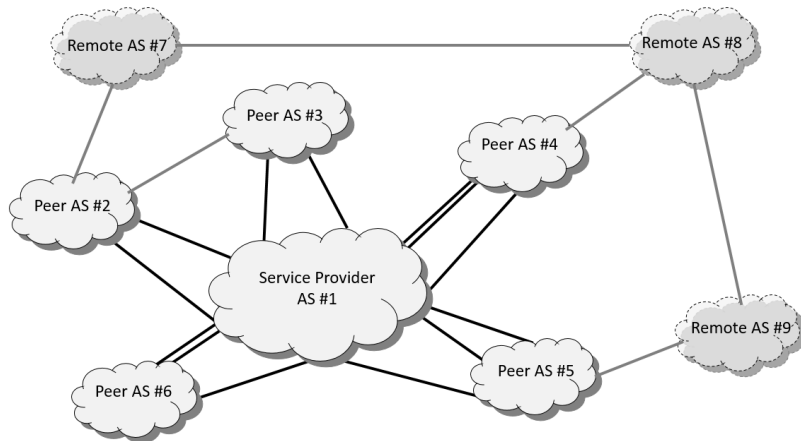 Remote AS #7
Remote AS #8
Peer AS #3
Peer AS #4
Peer AS #2
Service Provider
AS #1
Remote AS #9
Peer AS #5
Peer AS #6